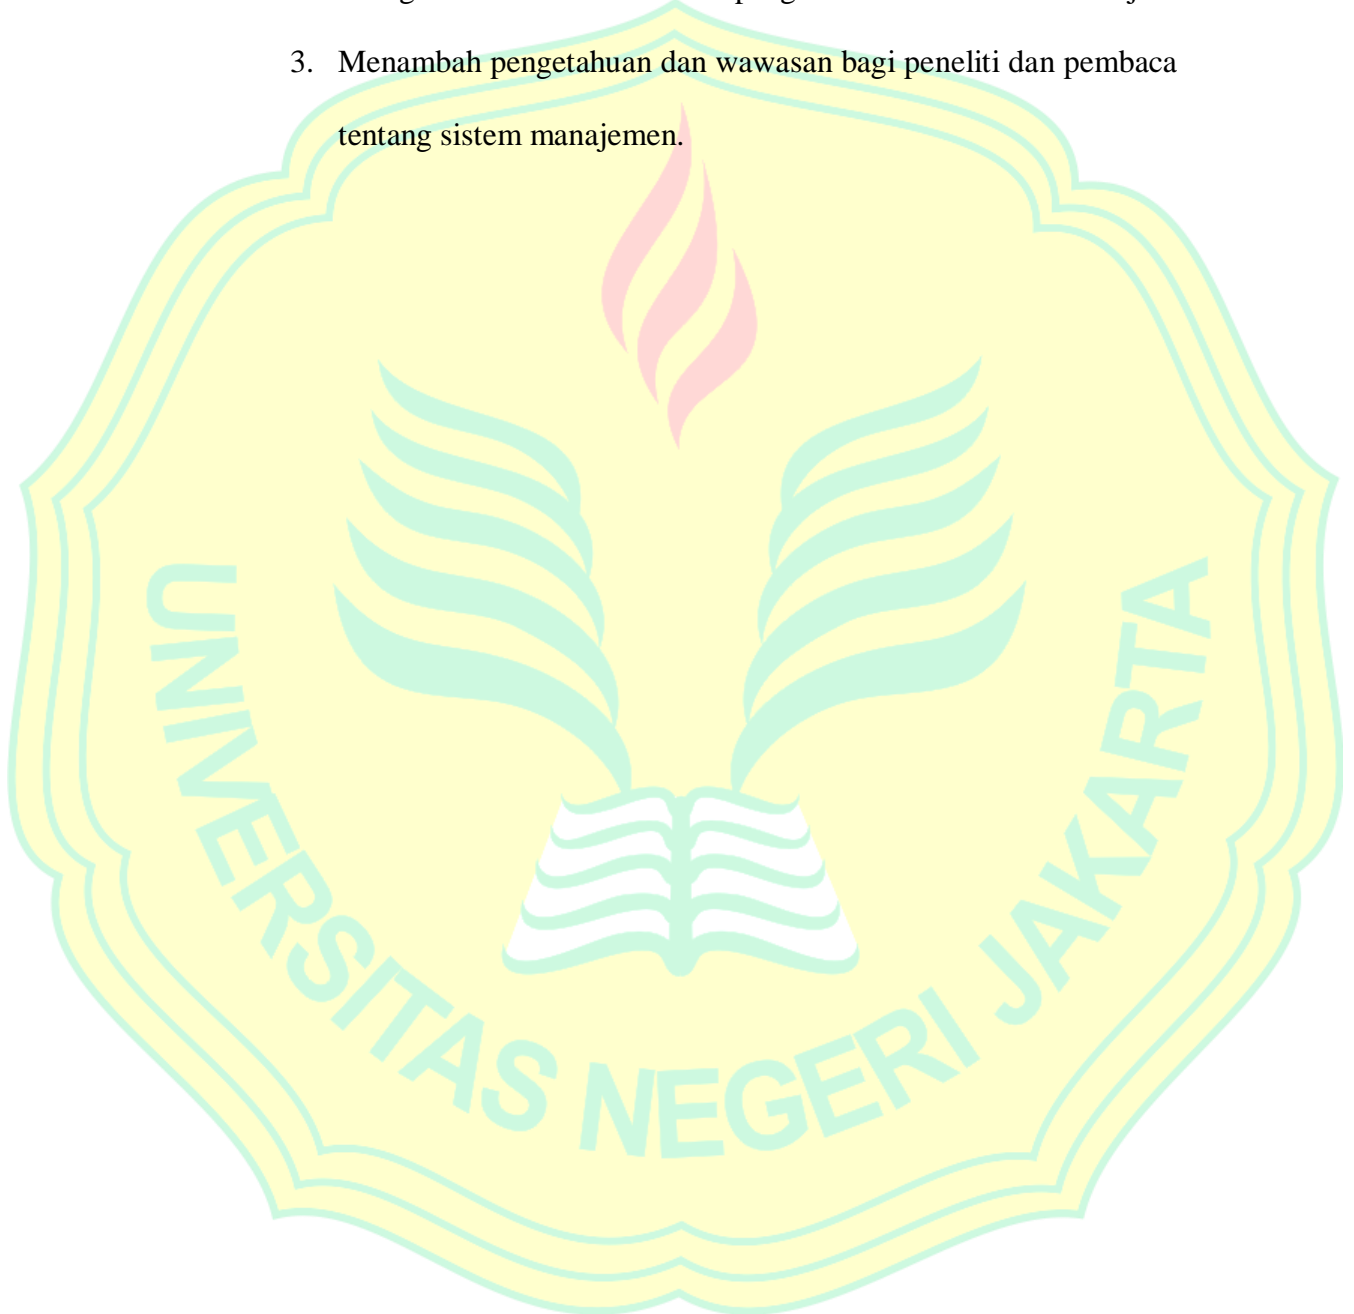 3. Menambah pengetahuan dan wawasan bagi peneliti dan pembaca
tentang sistem manajemen.
UNIVERSITAS NEGERI JAKARTA